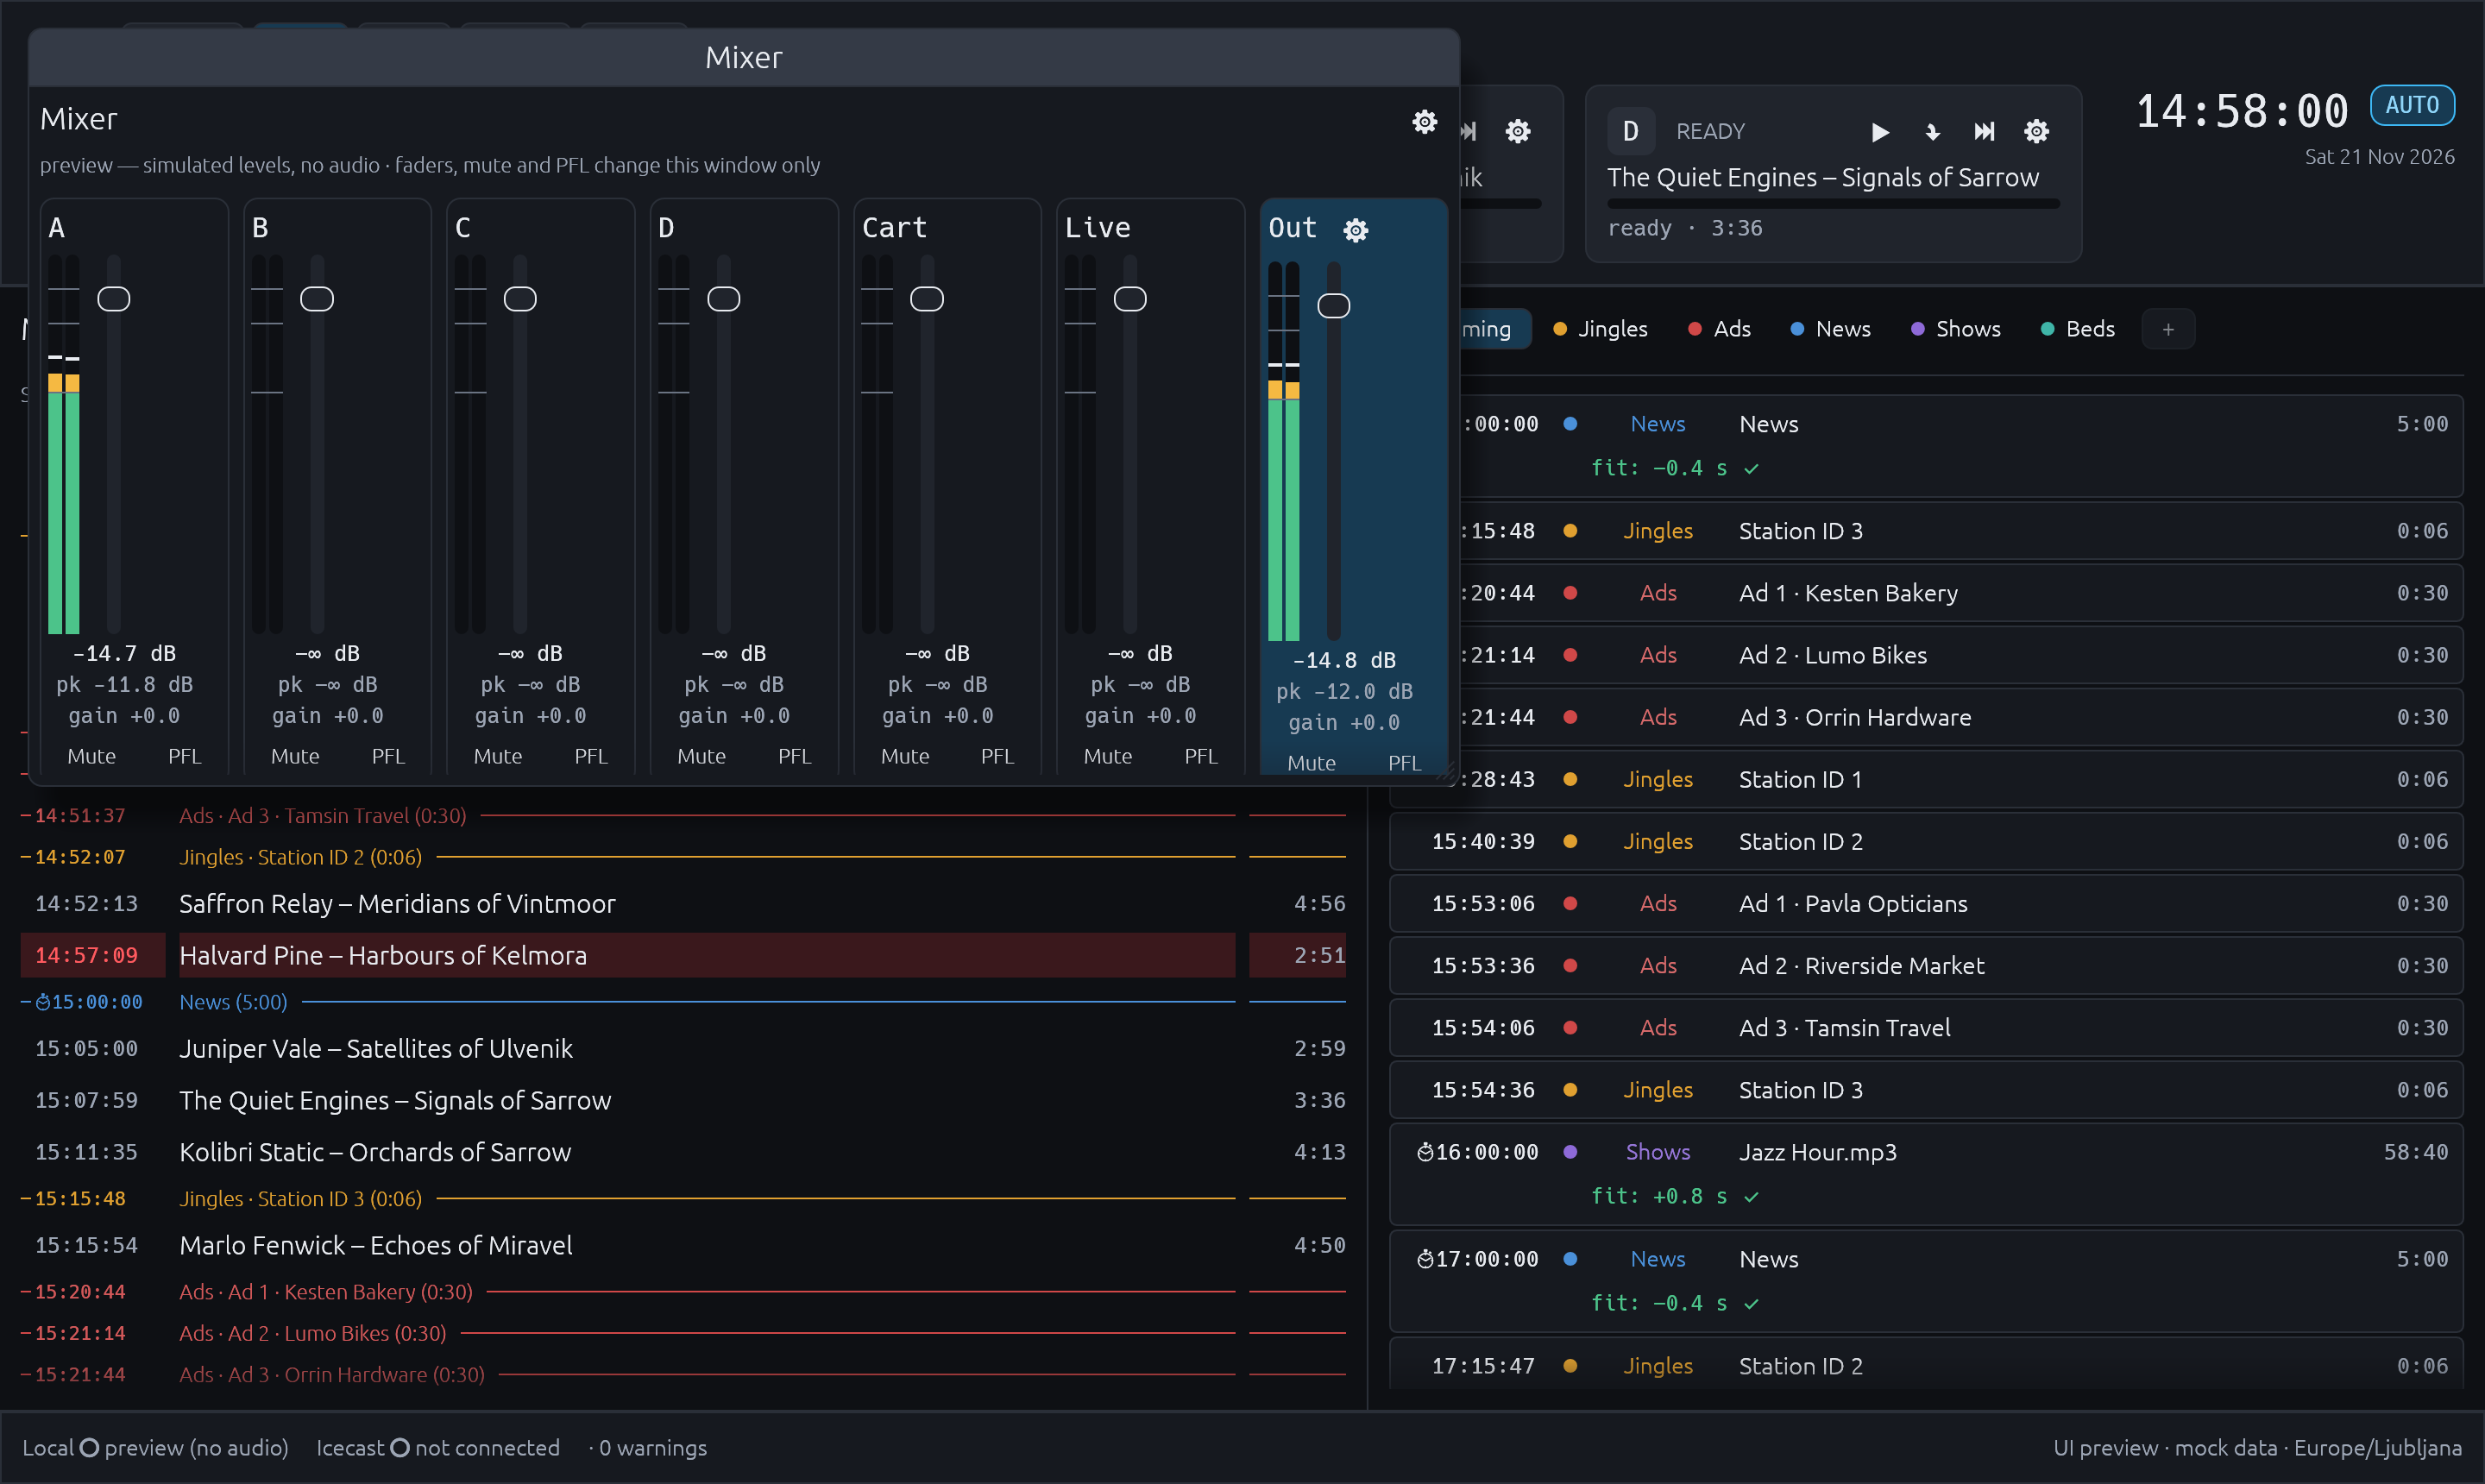 Mixer
Mixer
preview — simulated levels, no audio · faders, mute and PFL change this window only
A
B
C
D
Cart
Live
Out
-14.7 dB
pk -11.8 dB
gain +0.0
Mute PFL
—∞ dB
pk —∞ dB
gain +0.0
Mute PFL
—∞ dB
pk —∞ dB
gain +0.0
Mute PFL
—∞ dB
pk —∞ dB
gain +0.0
Mute PFL
—∞ dB
pk —∞ dB
gain +0.0
Mute PFL
—∞ dB
pk —∞ dB
gain +0.0
Mute PFL
-14.8 dB
pk -12.0 dB
gain +0.0
Mute PFL
D READY
The Quiet Engines – Signals of Sarrow
ready · 3:36
14:58:00 AUTO
Sat 21 Nov 2026
Jingles Ads News Shows Beds +
14:51:37 Ads · Ad 3 · Tamsin Travel (0:30)
14:52:07 Jingles · Station ID 2 (0:06)
14:52:13 Saffron Relay – Meridians of Vintmoor 4:56
14:57:09 Halvard Pine – Harbours of Kelmora 2:51
15:00:00 News (5:00)
15:05:00 Juniper Vale – Satellites of Ulvenik 2:59
15:07:59 The Quiet Engines – Signals of Sarrow 3:36
15:11:35 Kolibri Static – Orchards of Sarrow 4:13
15:15:48 Jingles · Station ID 3 (0:06)
15:15:54 Marlo Fenwick – Echoes of Miravel 4:50
15:20:44 Ads · Ad 1 · Kesten Bakery (0:30)
15:21:14 Ads · Ad 2 · Lumo Bikes (0:30)
15:21:44 Ads · Ad 3 · Orrin Hardware (0:30)
:00:00 News News 5:00
fit: −0.4 s ✓
:15:48 Jingles Station ID 3 0:06
:20:44 Ads Ad 1 · Kesten Bakery 0:30
:21:14 Ads Ad 2 · Lumo Bikes 0:30
:21:44 Ads Ad 3 · Orrin Hardware 0:30
:28:43 Jingles Station ID 1 0:06
15:40:39 Jingles Station ID 2 0:06
15:53:06 Ads Ad 1 · Pavla Opticians 0:30
15:53:36 Ads Ad 2 · Riverside Market 0:30
15:54:06 Ads Ad 3 · Tamsin Travel 0:30
15:54:36 Jingles Station ID 3 0:06
16:00:00 Shows Jazz Hour.mp3 58:40
fit: +0.8 s ✓
17:00:00 News News 5:00
fit: −0.4 s ✓
17:15:47 Jingles Station ID 2 0:06
Local preview (no audio) Icecast not connected · 0 warnings
UI preview · mock data · Europe/Ljubljana